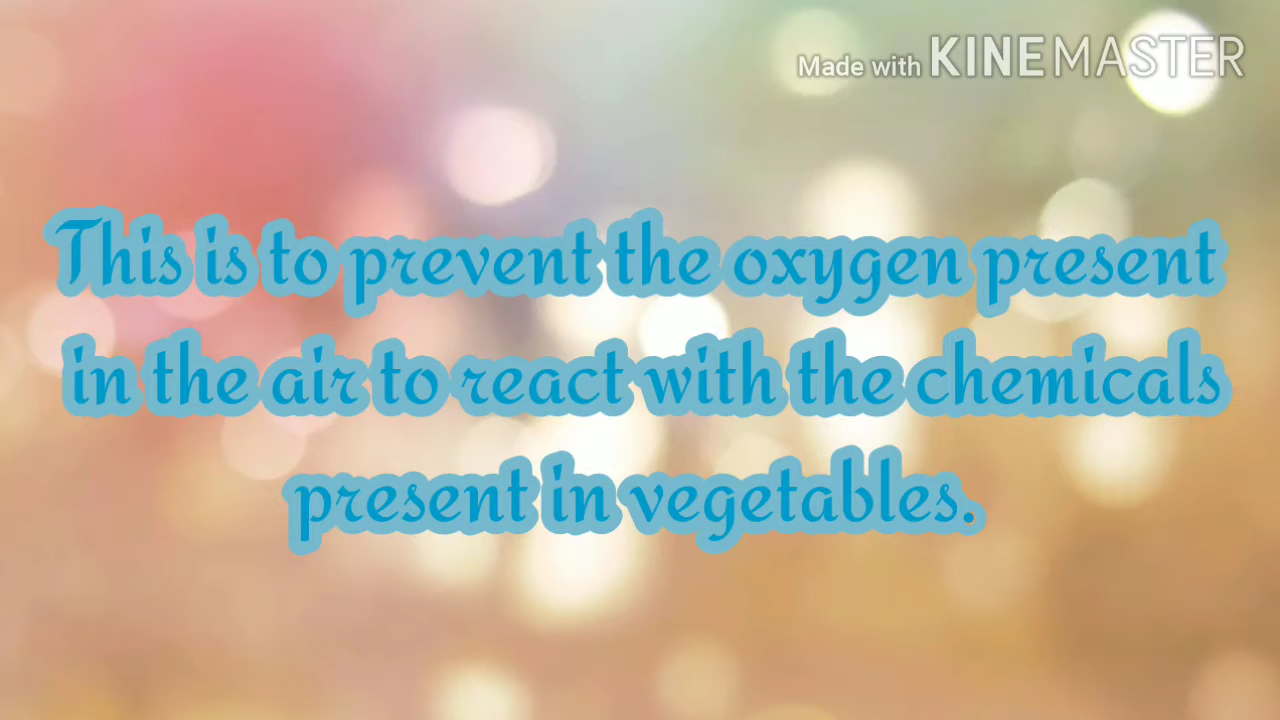 Made with KINEMASTER
This is to prevent the oxygen present
in the air to react with the chemicals
present in vegetables.